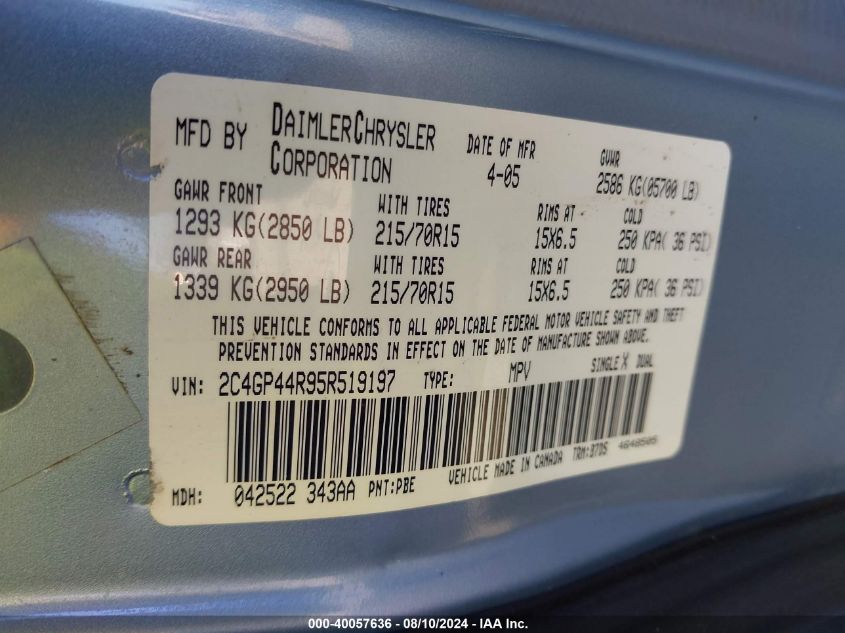 MFD BY DAIMLERCHRYSLER CORPORATION DATE OF MFR 4-05 GVWR 2586 KG(05700 LB)
GAWR FRONT WITH TIRES RIMS AT COLD
1293 KG(2850 LB) 215/70R15 15X6.5 250 KPA( 36 PSI)
GAWR REAR WITH TIRES RIMS AT COLD
1339 KG(2950 LB) 215/70R15 15X6.5 250 KPA( 36 PSI)
THIS VEHICLE CONFORMS TO ALL APPLICABLE FEDERAL MOTOR VEHICLE SAFETY AND THEFT
PREVENTION STANDARDS IN EFFECT ON THE DATE OF MANUFACTURE SHOWN ABOVE.
VIN: 2C4GP44R95R519197 TYPE: MPV SINGLE X DUAL
MDH: 042522 343AA PNT:PBE VEHICLE MADE IN CANADA TRM:37DS 4648505
000-40057636 - 08/10/2024 - IAA Inc.